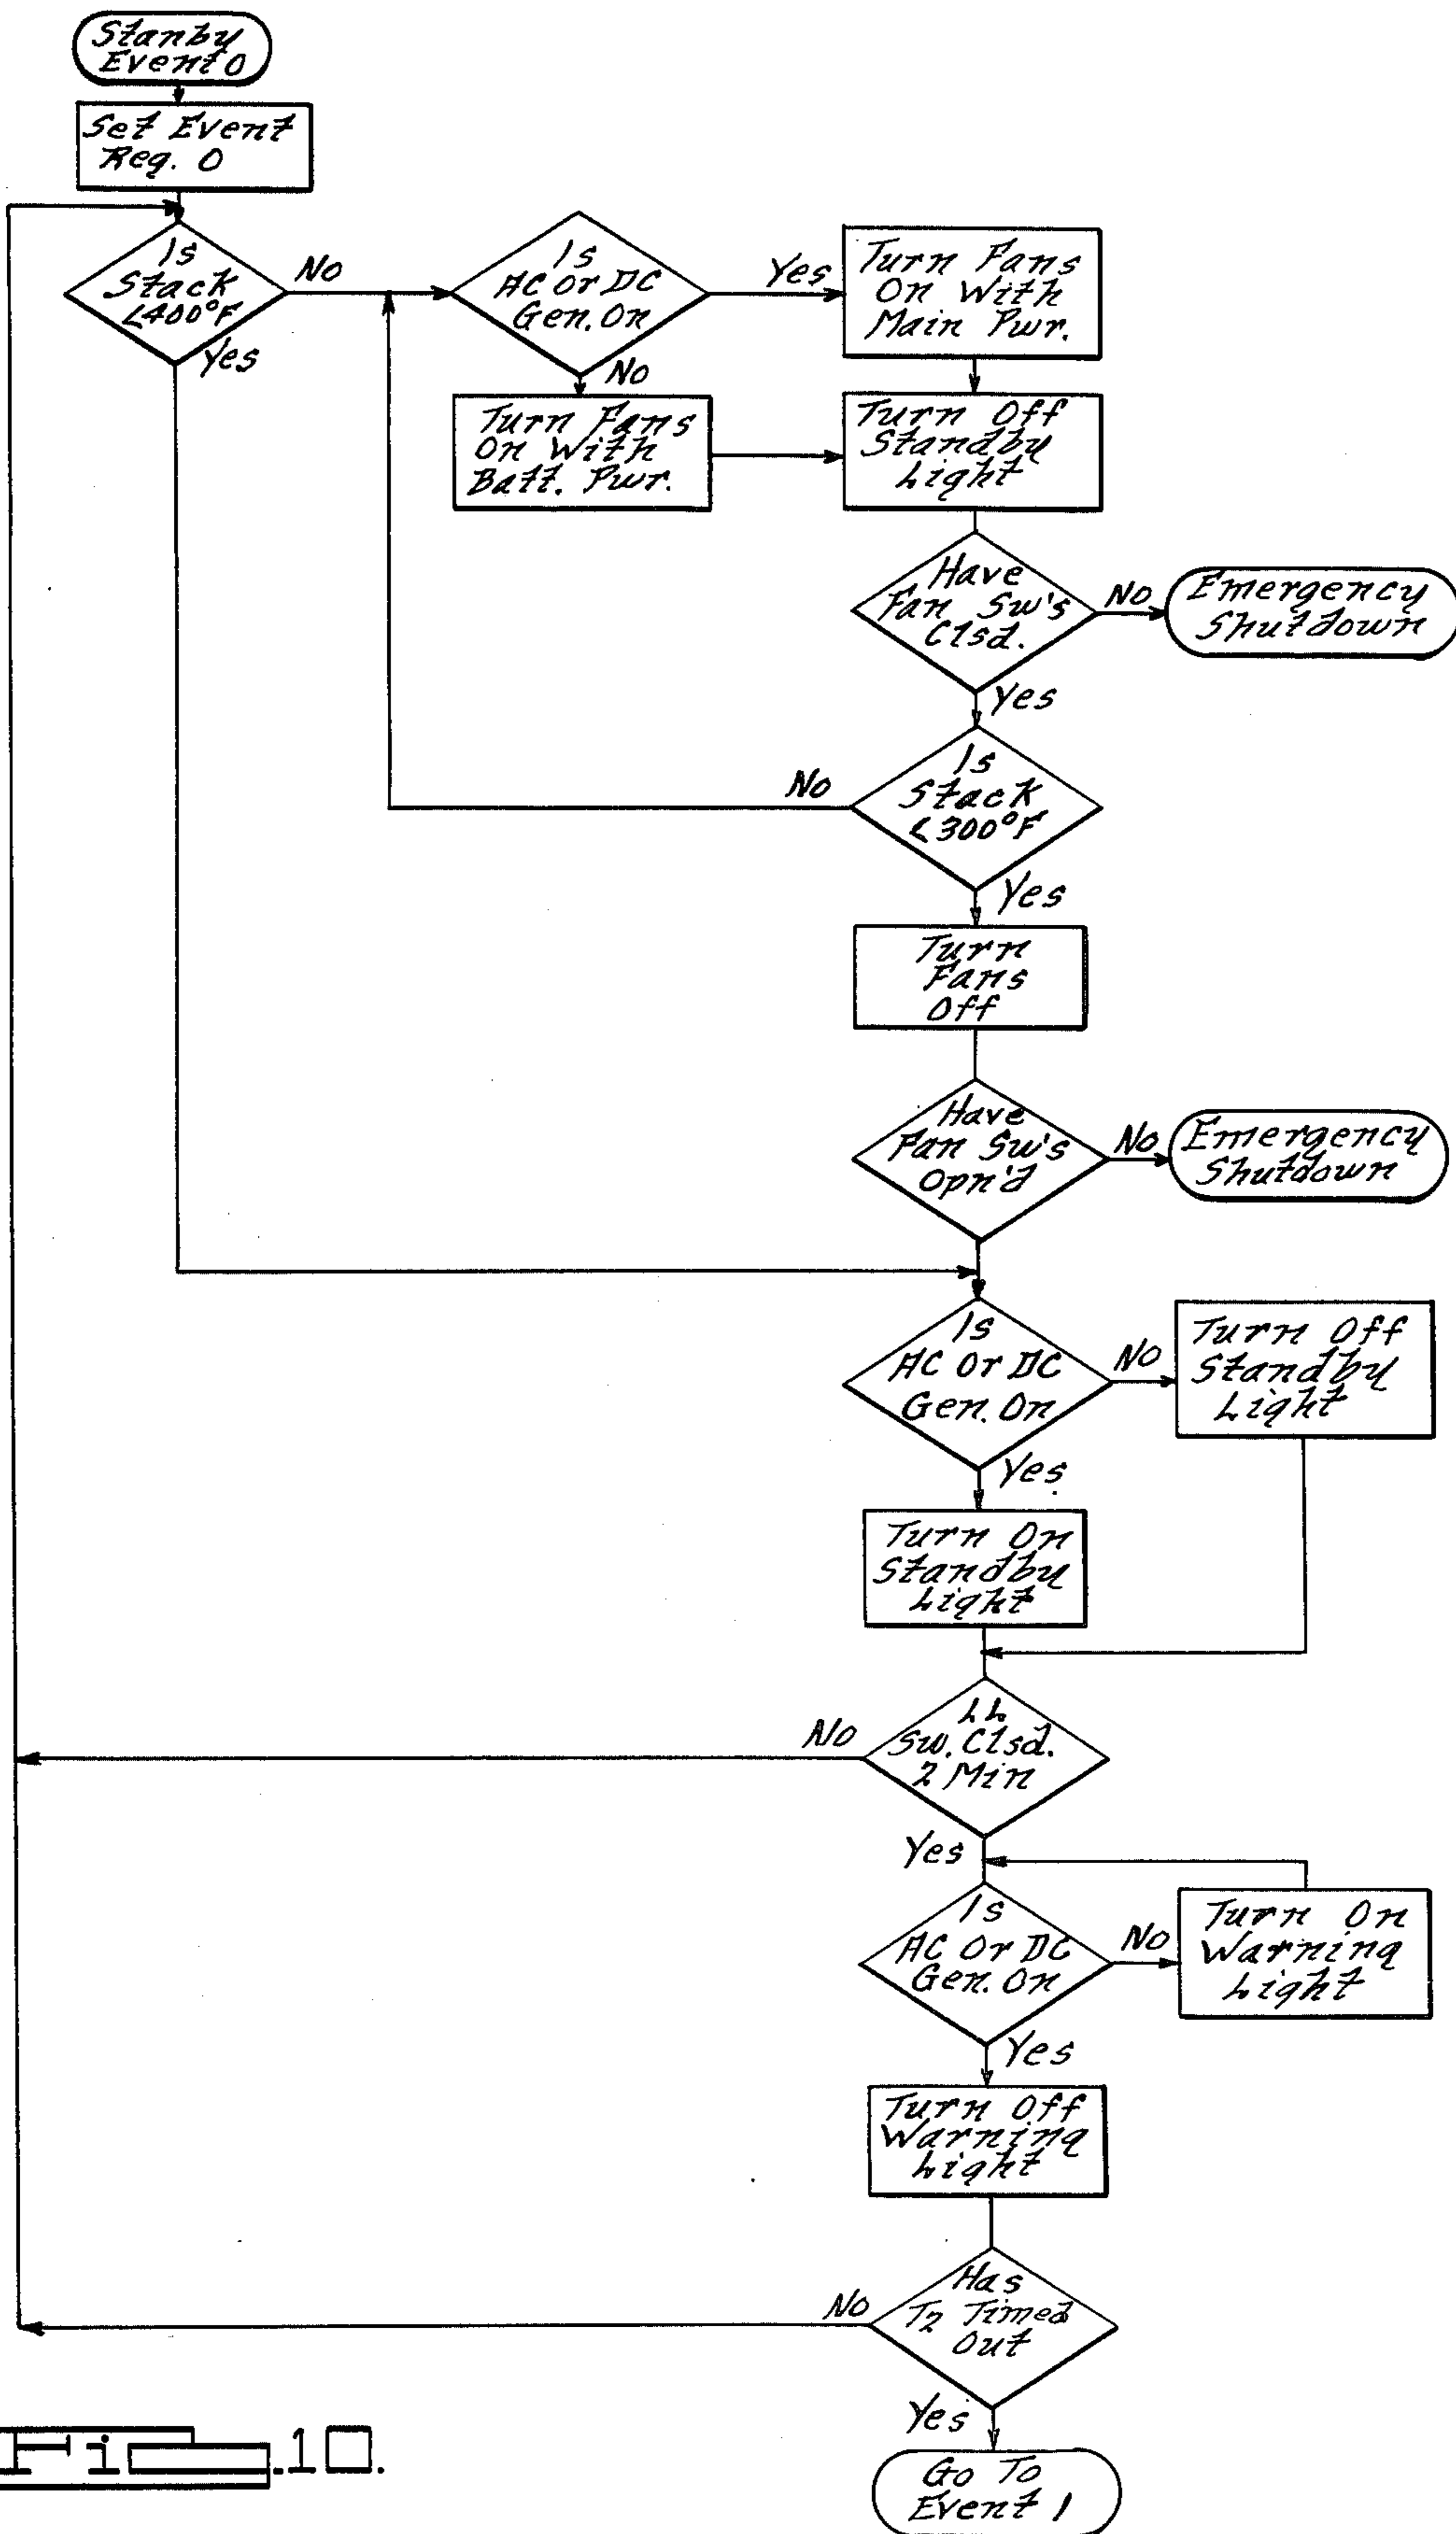 Stanby
Event 0
Set Event
Reg. 0
Is
Stack
<400°F
No
Yes
Is
AC Or DC
Gen. On
Yes
No
Turn Fans
On With
Main Pwr.
Turn Fans
On With
Batt. Pwr.
Turn Off
Standby
Light
Have
Fan Sw's
Clsd.
No
Emergency
Shutdown
Yes
Is
Stack
<300°F
No
Yes
Turn
Fans
Off
Have
Fan Sw's
Opn'd
No
Emergency
Shutdown
Is
AC Or DC
Gen. On
No
Turn Off
Standby
Light
Yes
Turn On
Standby
Light
LL
Sw. Clsd.
2 Min
No
Yes
Is
AC Or DC
Gen. On
No
Turn On
Warning
Light
Yes
Turn Off
Warning
Light
Has
T2 Timed
Out
No
Yes
Go To
Event 1
Fig. 10.